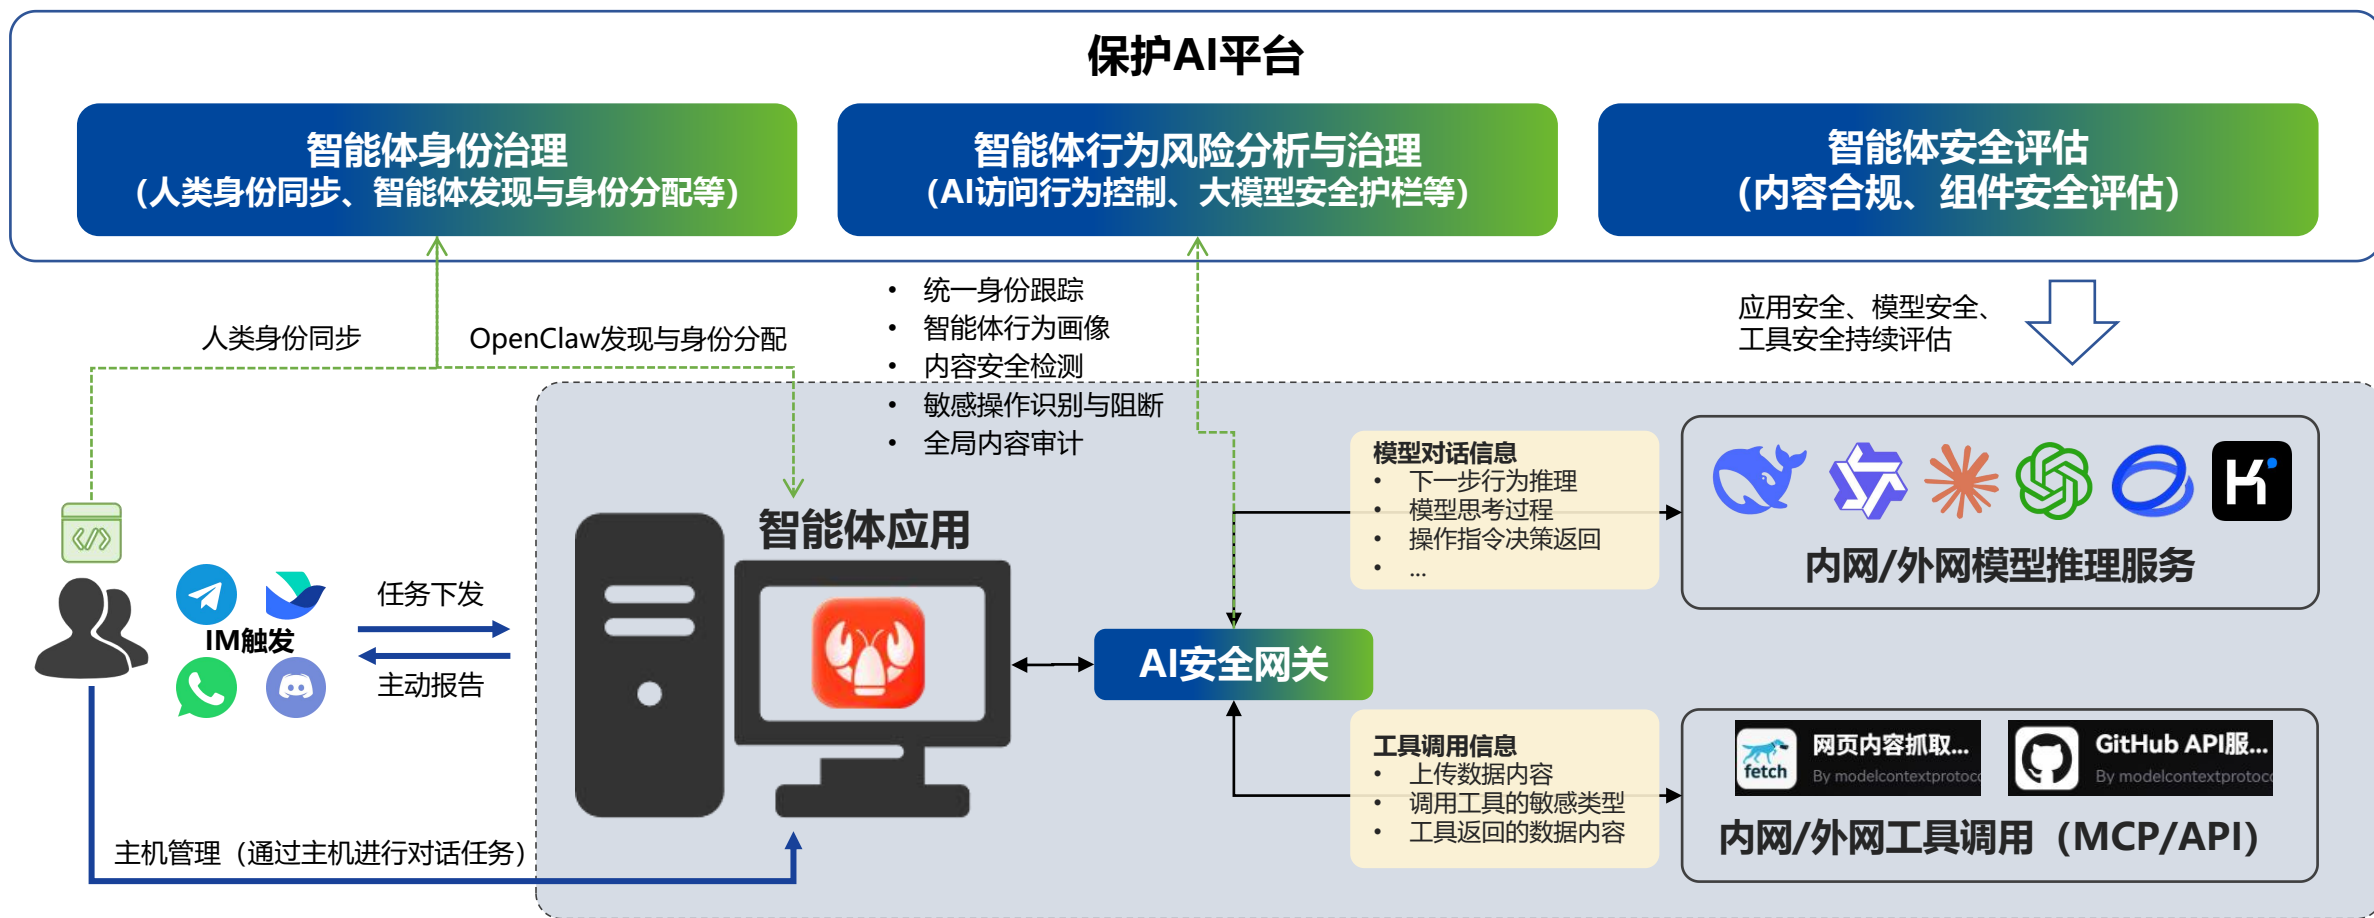 保护AI平台
智能体身份治理
（人类身份同步、智能体发现与身份分配等）
智能体行为风险分析与治理
（AI访问行为控制、大模型安全护栏等）
智能体安全评估
（内容合规、组件安全评估）
人类身份同步
OpenClaw发现与身份分配
• 统一身份跟踪
• 智能体行为画像
• 内容安全检测
• 敏感操作识别与阻断
• 全局内容审计
应用安全、模型安全、
工具安全持续评估
智能体应用
模型对话信息
• 下一步行为推理
• 模型思考过程
• 操作指令决策返回
• ...
内网/外网模型推理服务
IM触发
任务下发
主动报告
AI安全网关
工具调用信息
• 上传数据内容
• 调用工具的敏感类型
• 工具返回的数据内容
fetch
网页内容抓取...
By modelcontextprotoco
GitHub API服...
By modelcontextprotoco
内网/外网工具调用（MCP/API）
主机管理（通过主机进行对话任务）